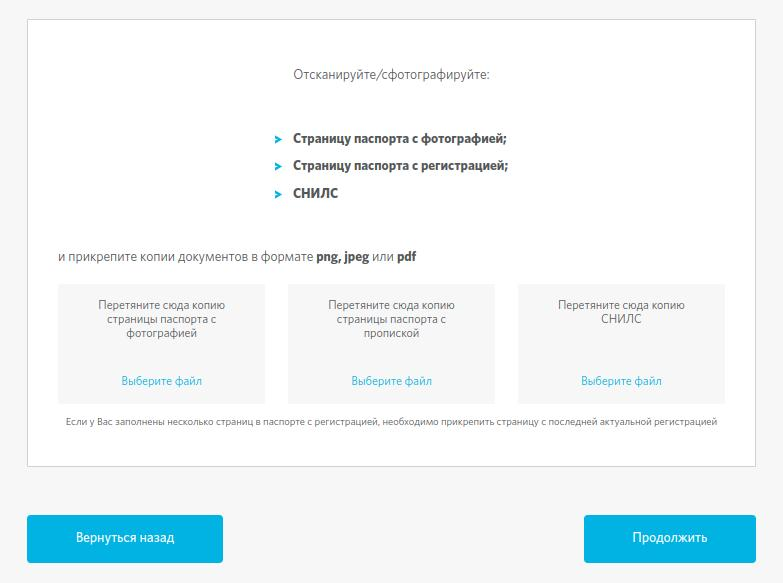 Отсканируйте/сфотографируйте:
Страницу паспорта с фотографией;
Страницу паспорта с регистрацией;
СНИЛС
и прикрепите копии документов в формате png, jpeg или pdf
Перетяните сюда копию
страницы паспорта с
фотографией
Выберите файл
Перетяните сюда копию
страницы паспорта с
пропиской
Выберите файл
Перетяните сюда копию
СНИЛС
Выберите файл
Если у Вас заполнены несколько страниц в паспорте с регистрацией, необходимо прикрепить страницу с последней актуальной регистрацией
Вернуться назад
Продолжить